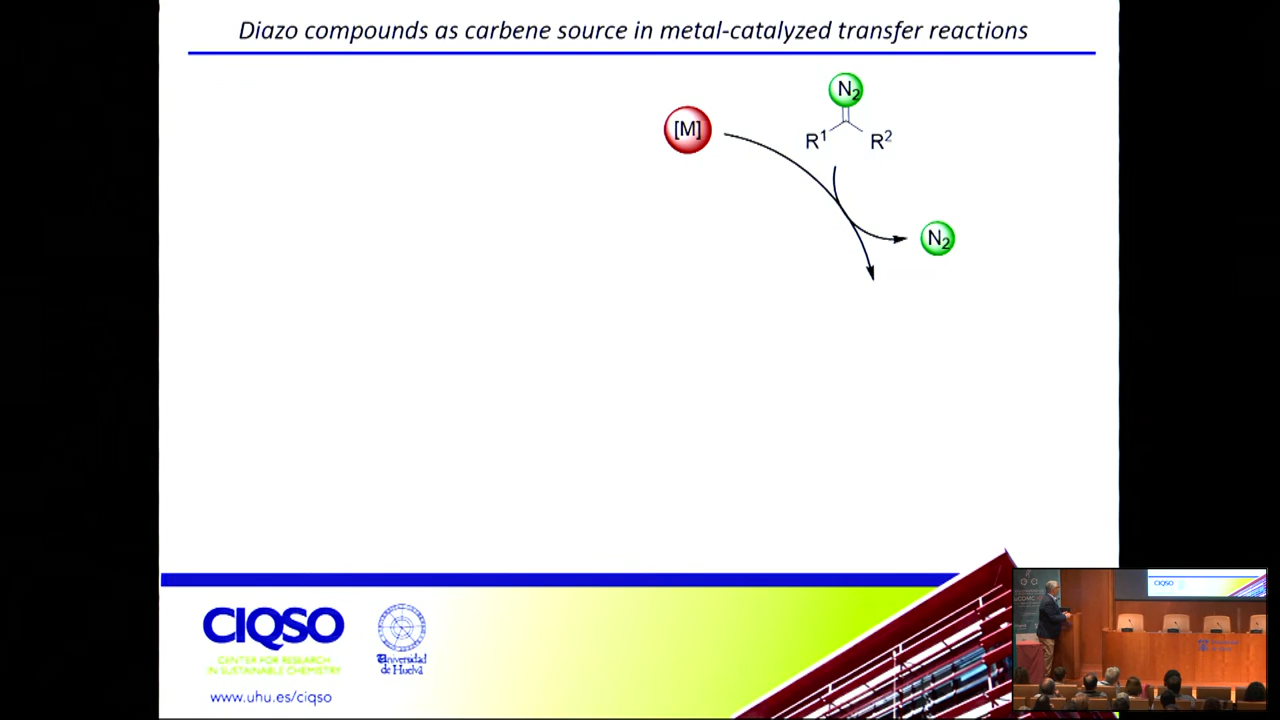 Diazo compounds as carbene source in metal-catalyzed transfer reactions
N₂
[M]
R¹ R²
N₂
CIQSO
CENTER FOR RESEARCH
IN SUSTAINABLE CHEMISTRY
Universidad
de Huelva
www.uhu.es/ciqso
CIQSO